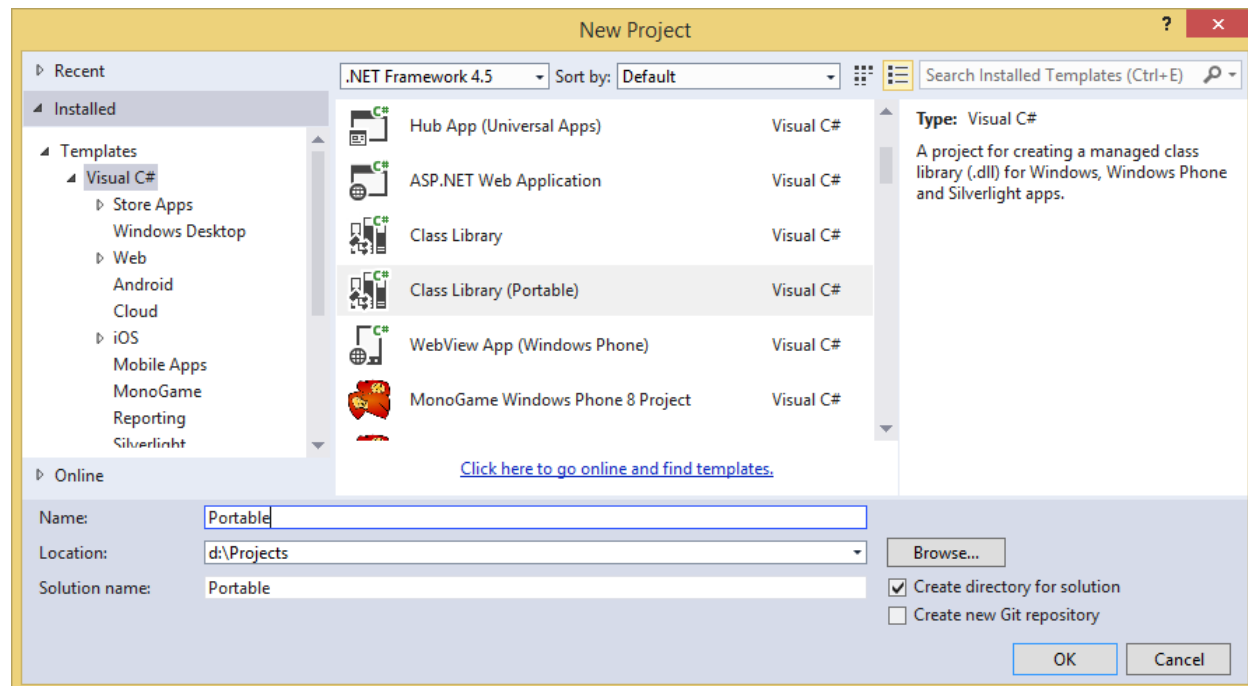 New Project
?
Recent
.NET Framework 4.5
Sort by: Default
Search Installed Templates (Ctrl+E)
Installed
Templates
Visual C#
Store Apps
Windows Desktop
Web
Android
Cloud
iOS
Mobile Apps
MonoGame
Reporting
Silverlight
Online
C# Hub App (Universal Apps) Visual C#
C# ASP.NET Web Application Visual C#
C# Class Library Visual C#
C# Class Library (Portable) Visual C#
C# WebView App (Windows Phone) Visual C#
MonoGame Windows Phone 8 Project Visual C#
Click here to go online and find templates.
Type: Visual C#
A project for creating a managed class
library (.dll) for Windows, Windows Phone
and Silverlight apps.
Name: Portable
Location: d:\Projects
Browse...
Solution name: Portable
Create directory for solution
Create new Git repository
OK
Cancel